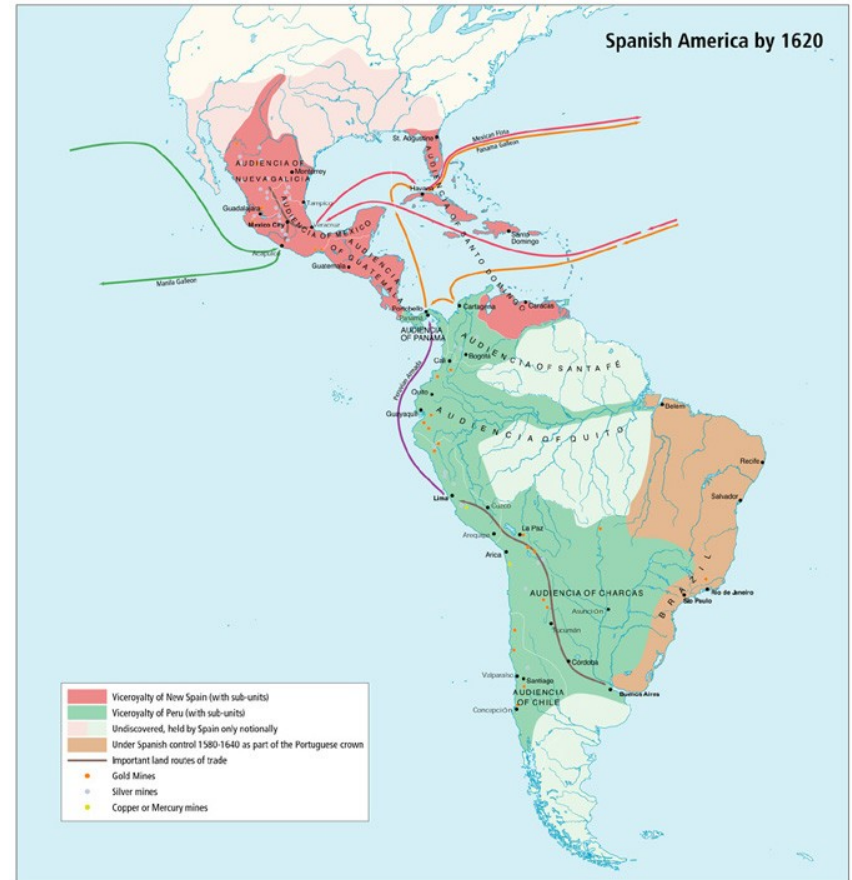 Spanish America by 1620
Mexican Flota
Panama Galleon
St. Augustine
AUDIENCIA OF
NUEVA GALICIA
Monterrey
Havana
Tampico
Guadalajara
Mexico City
AUDIENCIA OF MEXICO
Veracruz
AUDIENCIA OF SANTO DOMINGO
Santo
Domingo
Acapulco
AUDIENCIA
OF GUATEMALA
Guatemala
Manila Galleon
Portobello
Panama
AUDIENCIA
OF PANAMA
Cartagena
Caracas
AUDIENCIA OF SANTA FÉ
Bogota
Cali
Peruvian Armada
Quito
AUDIENCIA OF QUITO
Guayaquil
Belem
Recife
Salvador
Lima
Cuzco
La Paz
Arequipa
Arica
BRAZIL
AUDIENCIA OF CHARCAS
Rio de Janeiro
São Paulo
Asunción
Tucumán
Córdoba
Valparaíso
Santiago
AUDIENCIA
OF CHILE
Buenos Aires
Concepción
Viceroyalty of New Spain (with sub-units)
Viceroyalty of Peru (with sub-units)
Undiscovered, held by Spain only notionally
Under Spanish control 1580-1640 as part of the Portuguese crown
Important land routes of trade
Gold Mines
Silver mines
Copper or Mercury mines